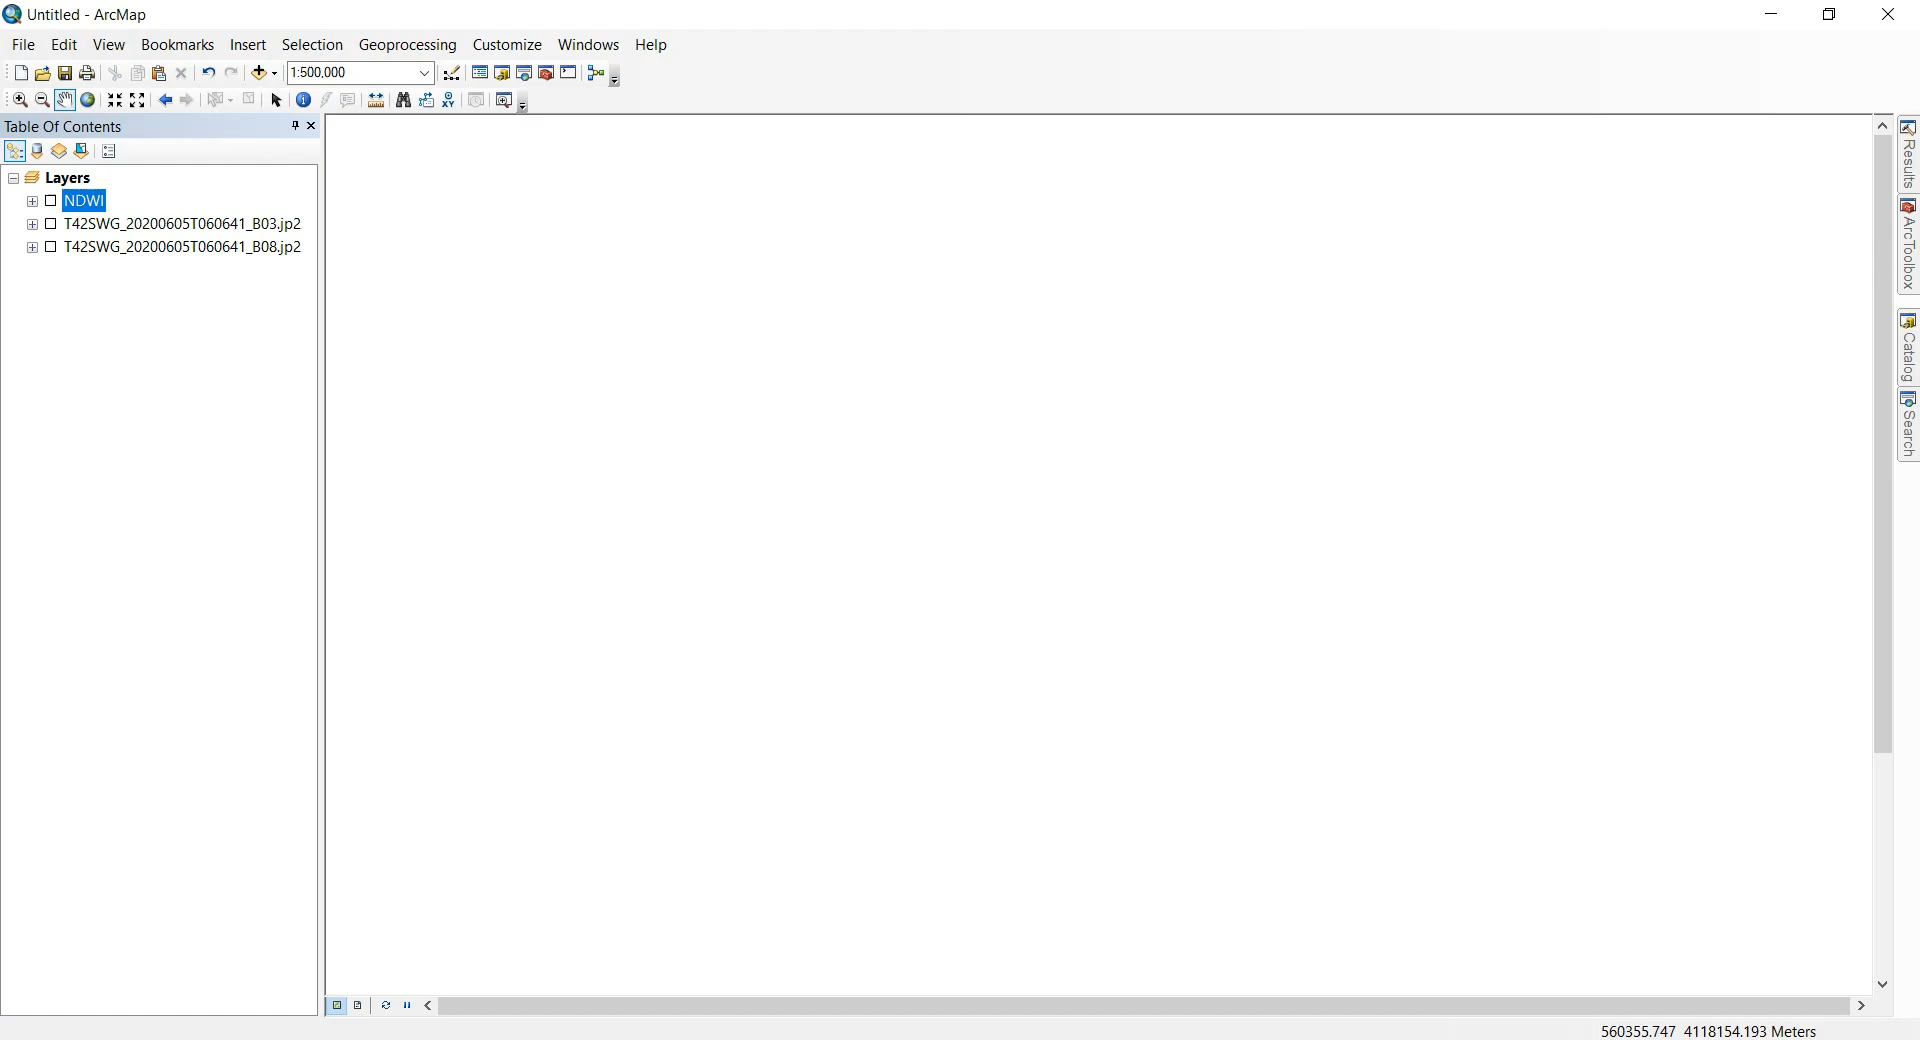 Untitled - ArcMap
File Edit View Bookmarks Insert Selection Geoprocessing Customize Windows Help
1:500,000
Table Of Contents
Layers
NDWI
T42SWG_20200605T060641_B03.jp2
T42SWG_20200605T060641_B08.jp2
Results
ArcToolbox
Catalog
Search
560355.747 4118154.193 Meters